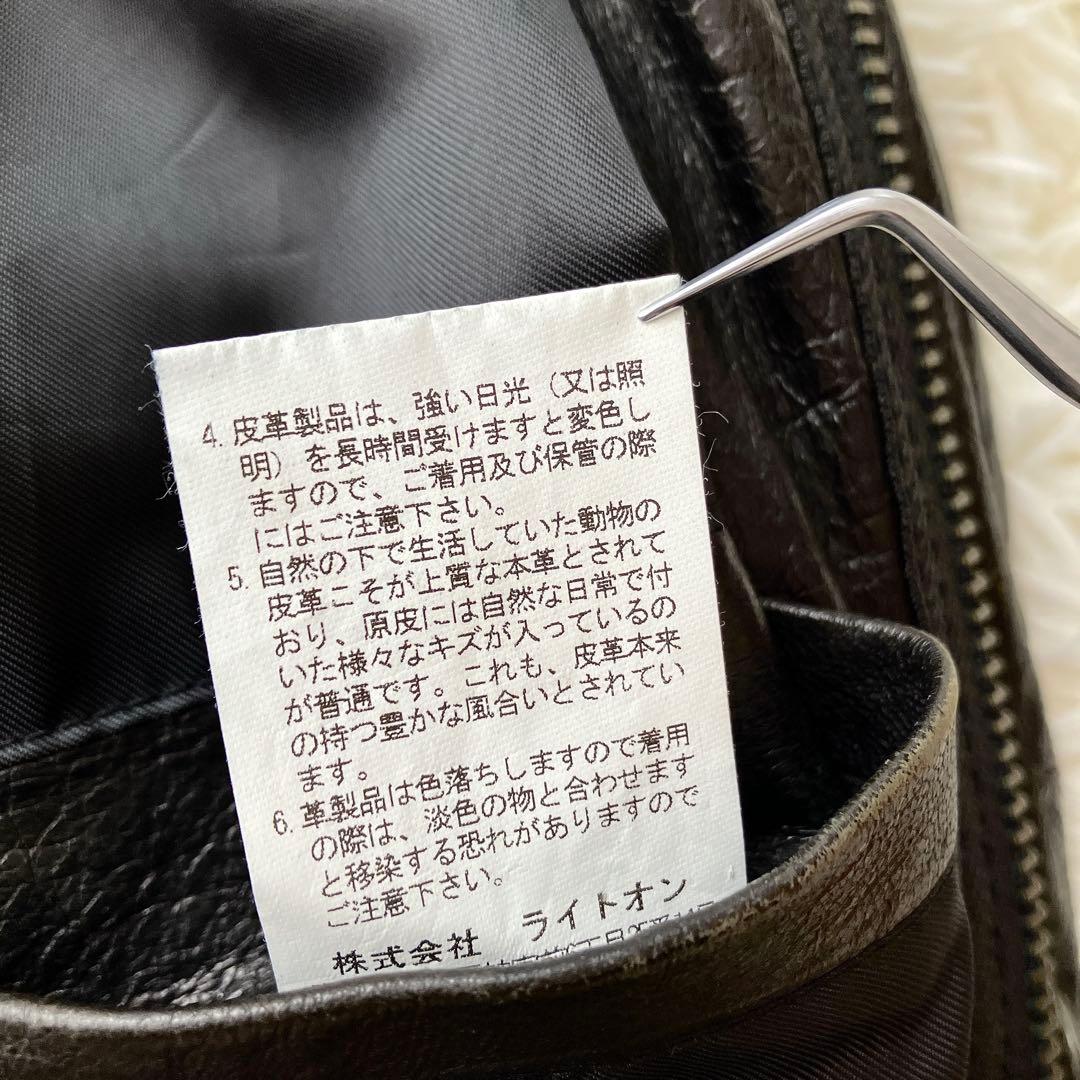 4. 皮革製品は、強い日光（又は照
明）を長時間受けますと変色し
ますので、ご着用及び保管の際
にはご注意下さい。
5. 自然の下で生活していた動物の
皮革こそが上質な本革とされて
おり、原皮には自然な日常で付
いた様々なキズが入っているの
が普通です。これも、皮革本来
の持つ豊かな風合いとされてい
ます。
6. 革製品は色落ちしますので着用
の際は、淡色の物と合わせます
と移染する恐れがありますので
ご注意下さい。
株式会社 ライトオン